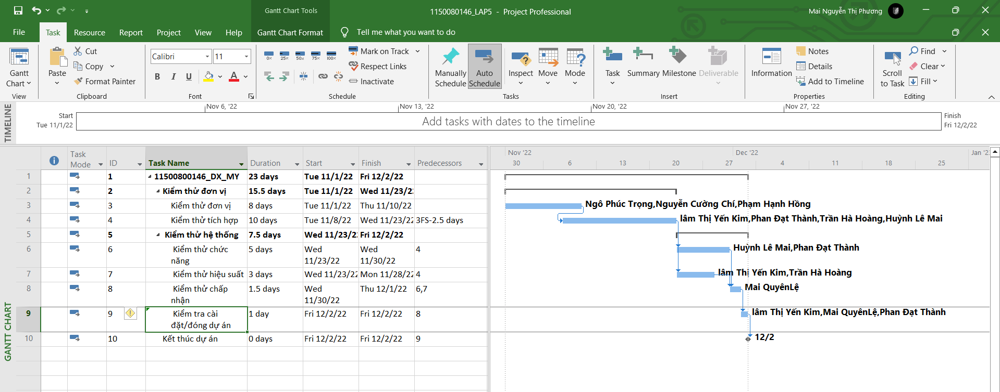 Gantt Chart Tools
1150080146_LAP5 - Project Professional
Mai Nguyễn Thị Phương
File Task Resource Report Project View Help Gantt Chart Format Tell me what you want to do
Gantt Chart
View
Paste
Cut
Copy
Format Painter
Clipboard
Calibri 11
B I U A
Font
0% 25% 50% 75% 100%
Mark on Track
Respect Links
Inactivate
Schedule
Manually Schedule
Auto Schedule
Inspect
Move
Mode
Tasks
Task
Summary
Milestone
Deliverable
Insert
Information
Notes
Details
Add to Timeline
Properties
Scroll to Task
Find
Clear
Fill
Editing
TIMELINE
Nov 6, '22 Nov 13, '22 Nov 20, '22 Nov 27, '22
Start
Tue 11/1/22
Add tasks with dates to the timeline
Finish
Fri 12/2/22
GANTT CHART
Task Mode ID Task Name Duration Start Finish Predecessors
Nov '22 Dec '22 Jan '2
30 6 13 20 27 4 11 18 25
1 1 11500800146_DX_MY 23 days Tue 11/1/22 Fri 12/2/22
2 2 Kiểm thử đơn vị 15.5 days Tue 11/1/22 Wed 11/23/2
3 3 Kiểm thử đơn vị 8 days Tue 11/1/22 Thu 11/10/22
Ngô Phúc Trọng,Nguyễn Cường Chí,Phạm Hạnh Hồng
4 4 Kiểm thử tích hợp 10 days Tue 11/8/22 Wed 11/23/22 3FS-2.5 days
lâm Thị Yến Kim,Phan Đạt Thành,Trần Hà Hoàng,Huỳnh Lê Mai
5 5 Kiểm thử hệ thống 7.5 days Wed 11/23/2 Fri 12/2/22
6 6 Kiểm thử chức năng 5 days Wed 11/23/22 Wed 11/30/22 4
Huỳnh Lê Mai,Phan Đạt Thành
7 7 Kiểm thử hiệu suất 3 days Wed 11/23/22 Mon 11/28/22 4
lâm Thị Yến Kim,Trần Hà Hoàng
8 8 Kiểm thử chấp nhận 1.5 days Wed 11/30/22 Thu 12/1/22 6,7
Mai QuyênLệ
9 9 Kiểm tra cài đặt/đóng dự án 1 day Fri 12/2/22 Fri 12/2/22 8
lâm Thị Yến Kim,Mai QuyênLệ,Phan Đạt Thành
10 10 Kết thúc dự án 0 days Fri 12/2/22 Fri 12/2/22 9
12/2